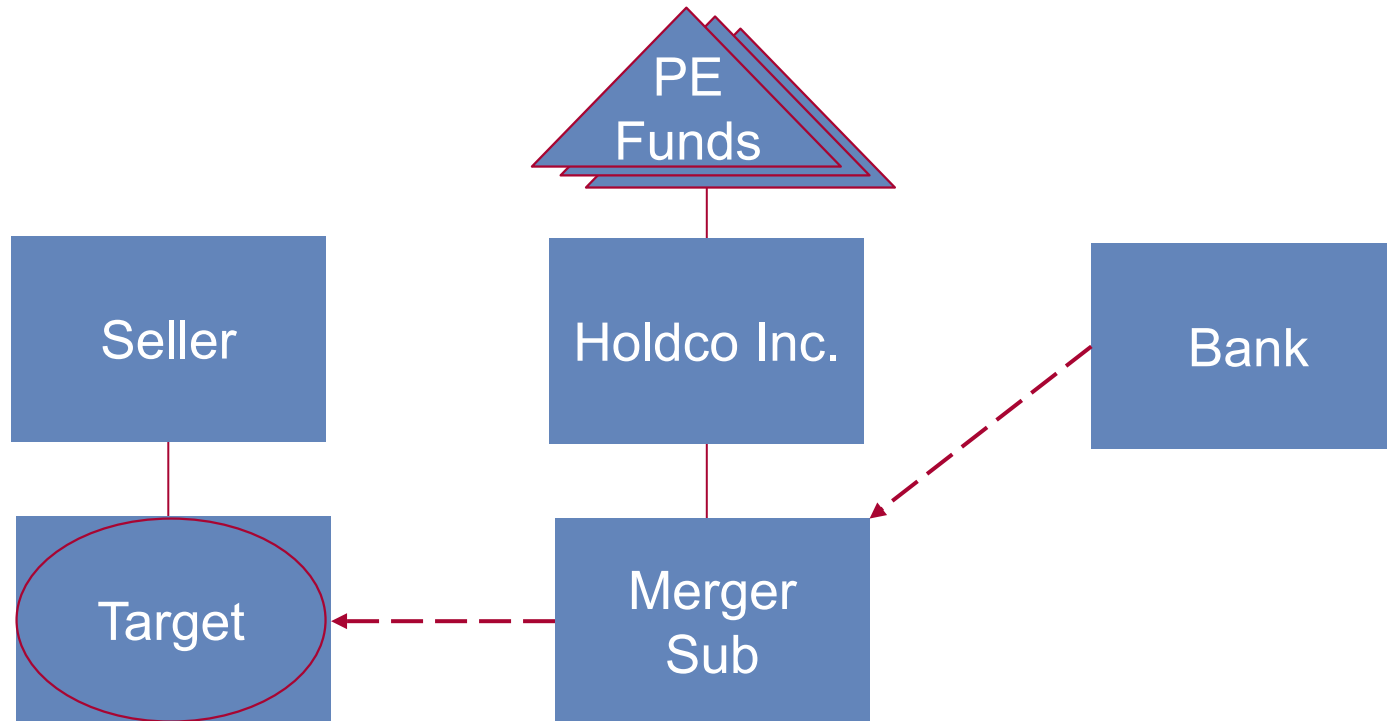 PE
Funds
Seller
Holdco Inc.
Bank
Target
Merger
Sub